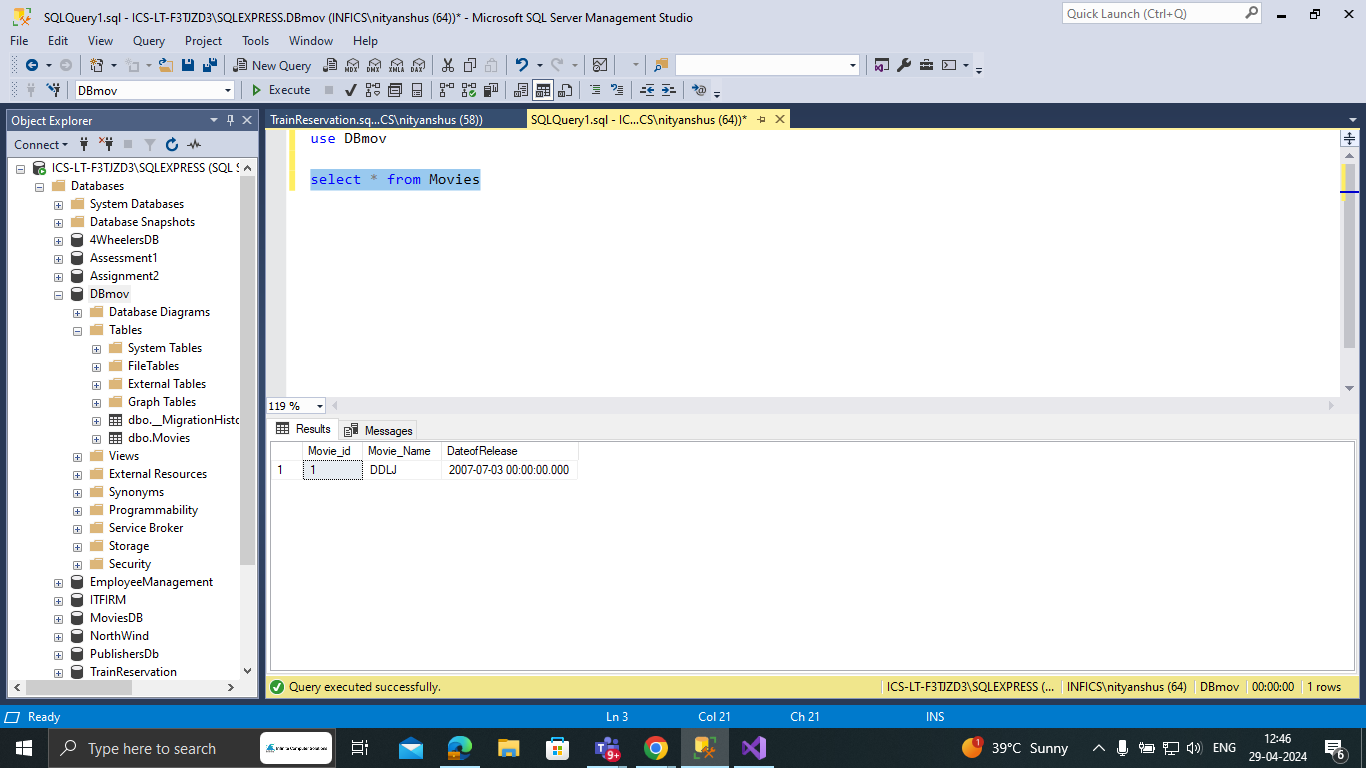 SQLQuery1.sql - ICS-LT-F3TJZD3\SQLEXPRESS.DBmov (INFICS\nityanshus (64))* - Microsoft SQL Server Management Studio
Quick Launch (Ctrl+Q)
File Edit View Query Project Tools Window Help
New Query MDX DMX XMLA DAX
DBmov Execute
Object Explorer
TrainReservation.sq...CS\nityanshus (58))
SQLQuery1.sql - IC...CS\nityanshus (64))*
Connect
ICS-LT-F3TJZD3\SQLEXPRESS (SQL S
Databases
System Databases
Database Snapshots
4WheelersDB
Assessment1
Assignment2
DBmov
Database Diagrams
Tables
System Tables
FileTables
External Tables
Graph Tables
dbo.__MigrationHisto
dbo.Movies
Views
External Resources
Synonyms
Programmability
Service Broker
Storage
Security
EmployeeManagement
ITFIRM
MoviesDB
NorthWind
PublishersDb
TrainReservation
use DBmov
select * from Movies
119 %
Results Messages
Movie_id Movie_Name DateofRelease
1 1 DDLJ 2007-07-03 00:00:00.000
Query executed successfully.
ICS-LT-F3TJZD3\SQLEXPRESS (... INFICS\nityanshus (64) DBmov 00:00:00 1 rows
Ready Ln 3 Col 21 Ch 21 INS
Type here to search
Infinite Computer Solutions
9+
1
39°C Sunny
ENG
12:46
29-04-2024
6